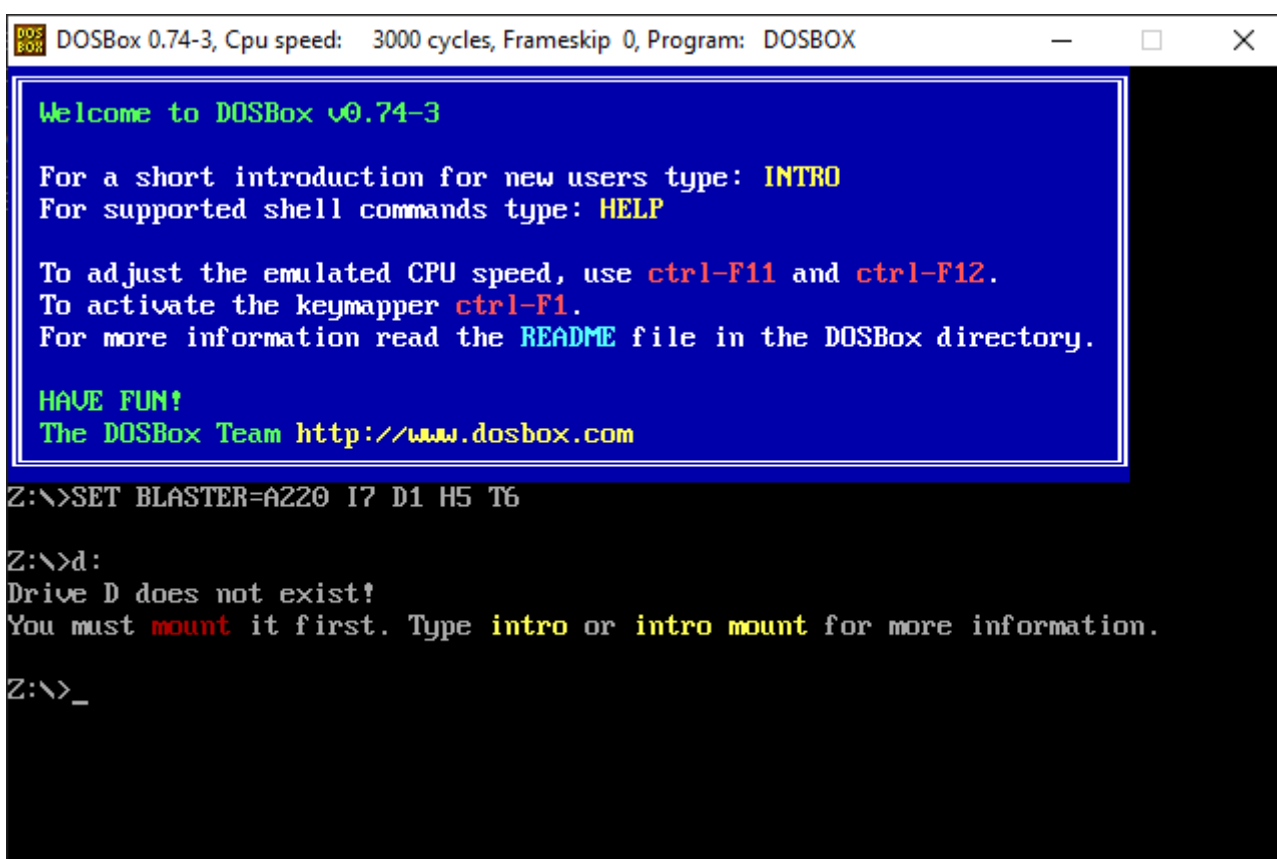 DOSBox 0.74-3, Cpu speed: 3000 cycles, Frameskip 0, Program: DOSBOX
Welcome to DOSBox v0.74-3
For a short introduction for new users type: INTRO
For supported shell commands type: HELP
To adjust the emulated CPU speed, use ctrl-F11 and ctrl-F12.
To activate the keymapper ctrl-F1.
For more information read the README file in the DOSBox directory.
HAVE FUN!
The DOSBox Team http://www.dosbox.com
Z:\>SET BLASTER=A220 I7 D1 H5 T6
Z:\>d:
Drive D does not exist!
You must mount it first. Type intro or intro mount for more information.
Z:\>_